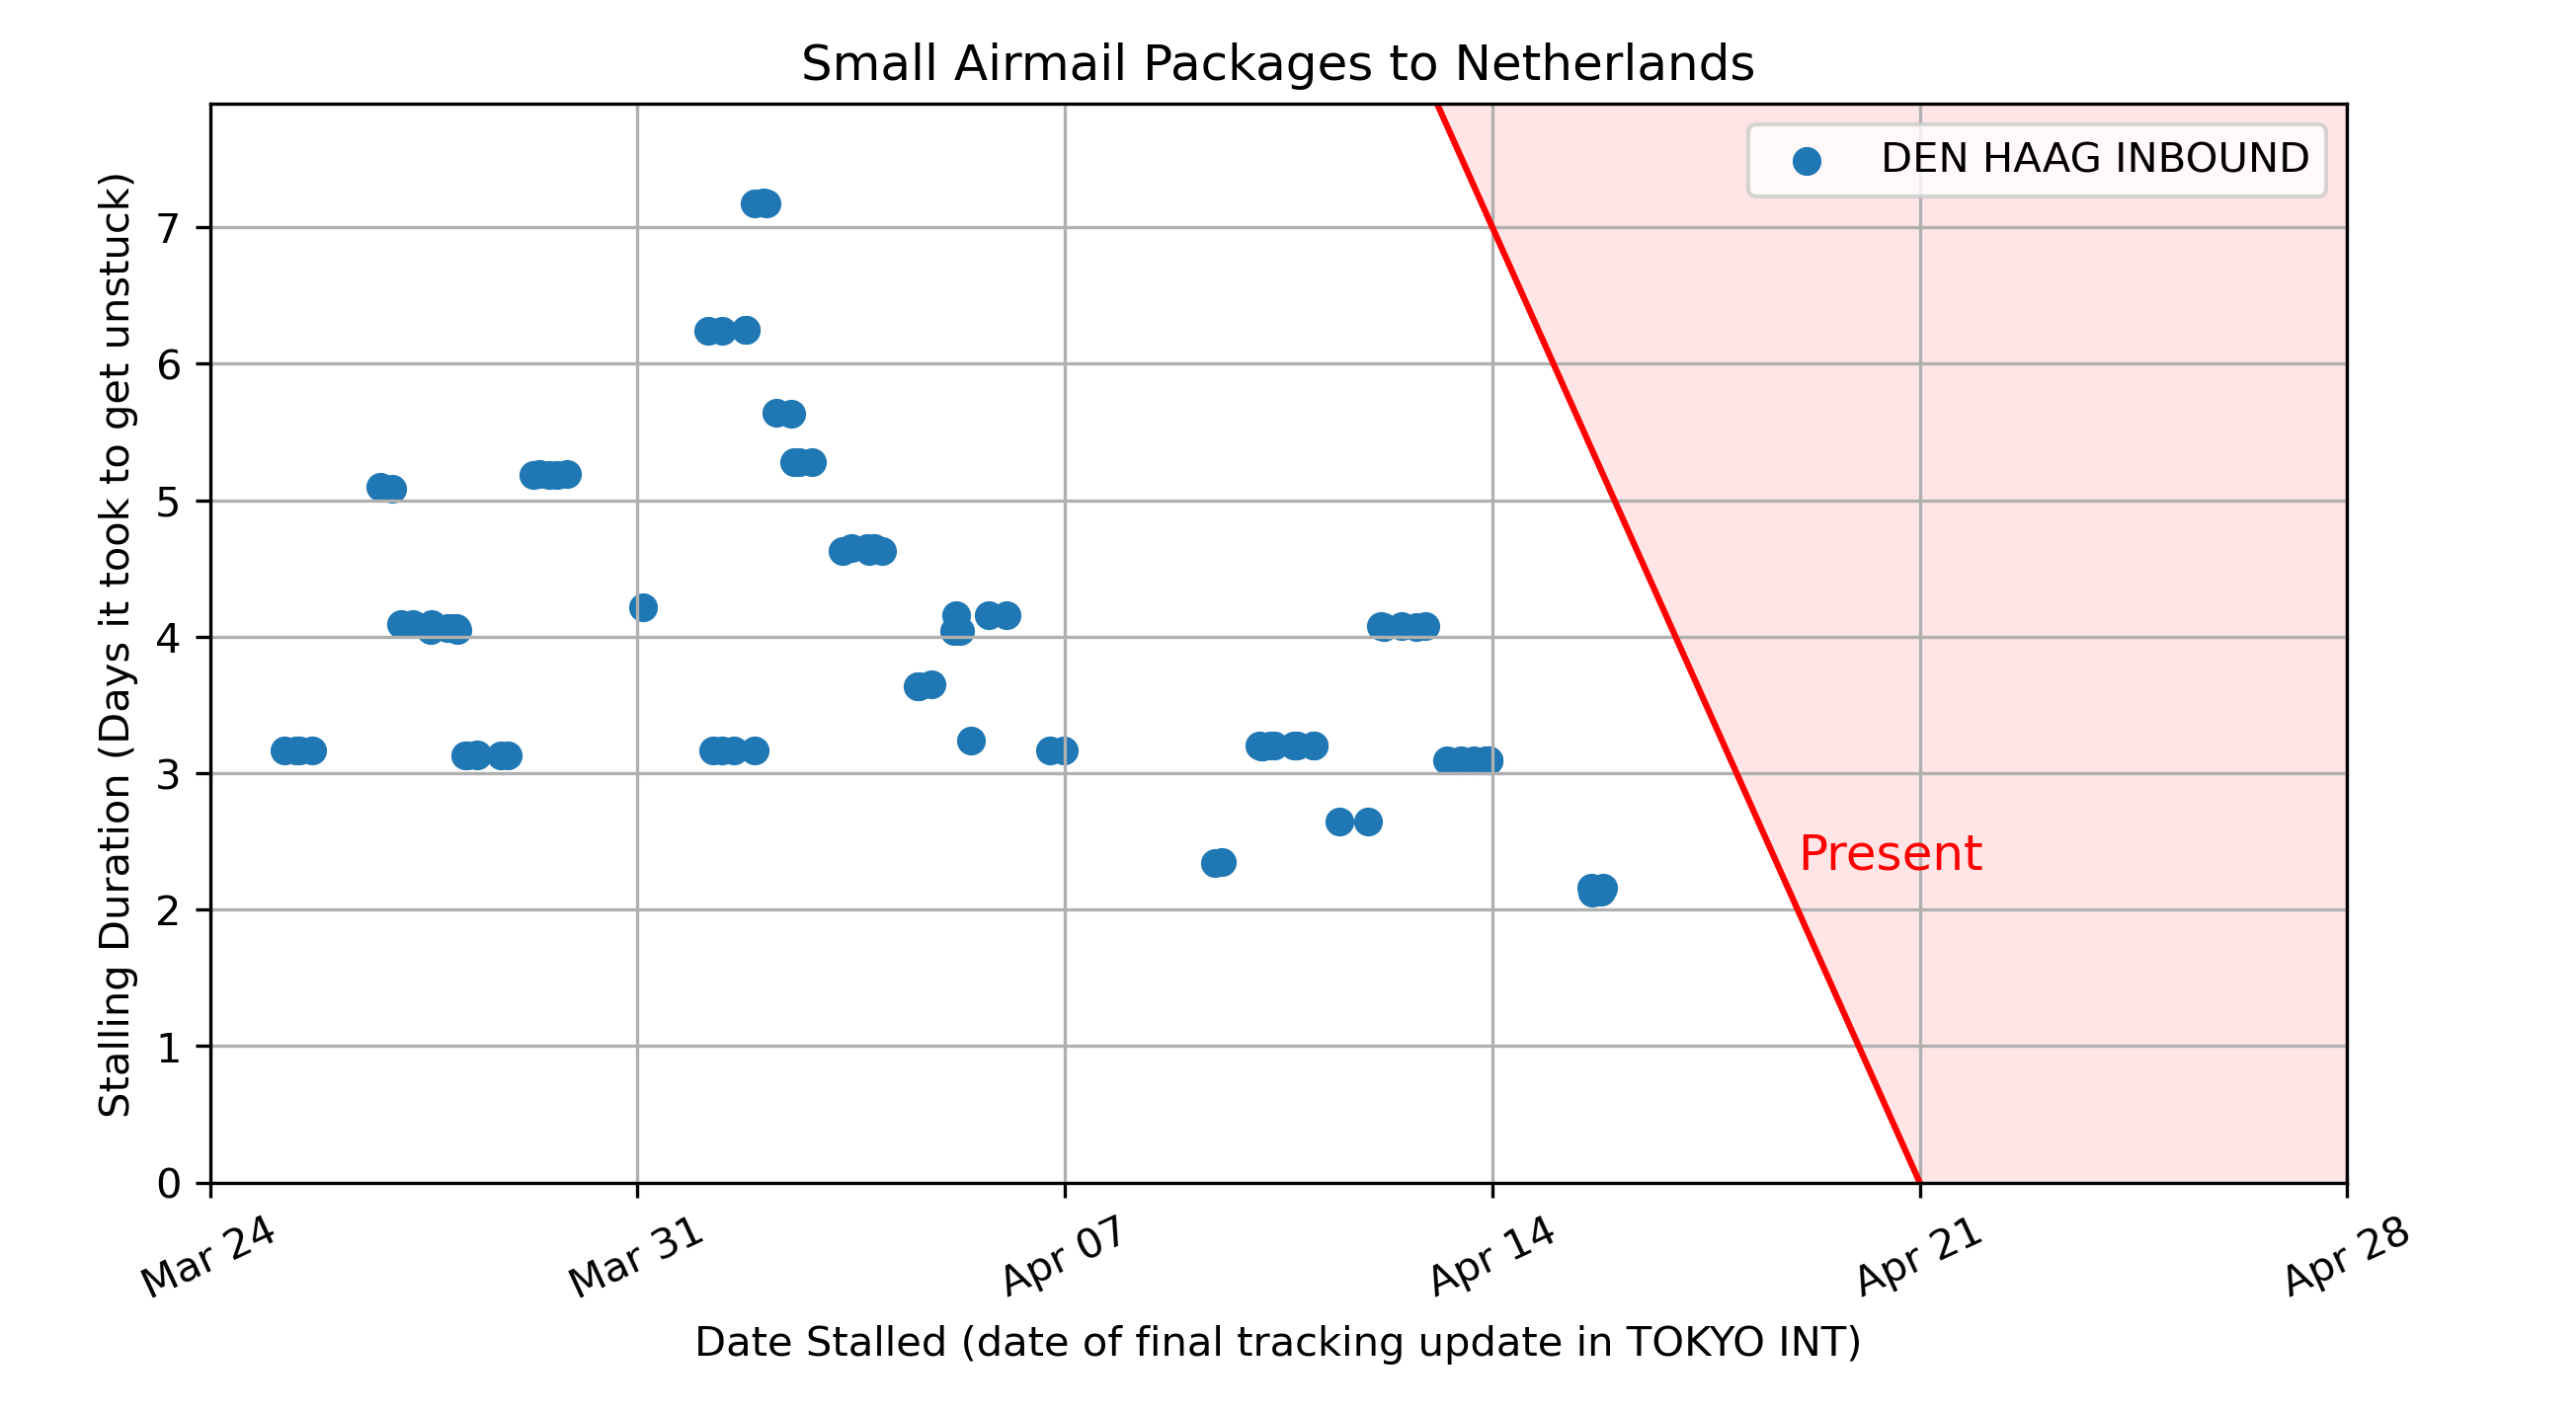 Small Airmail Packages to Netherlands
DEN HAAG INBOUND
Stalling Duration (Days it took to get unstuck)
7
6
5
4
3
2
1
0
Present
Mar 24
Mar 31
Apr 07
Apr 14
Apr 21
Apr 28
Date Stalled (date of final tracking update in TOKYO INT)